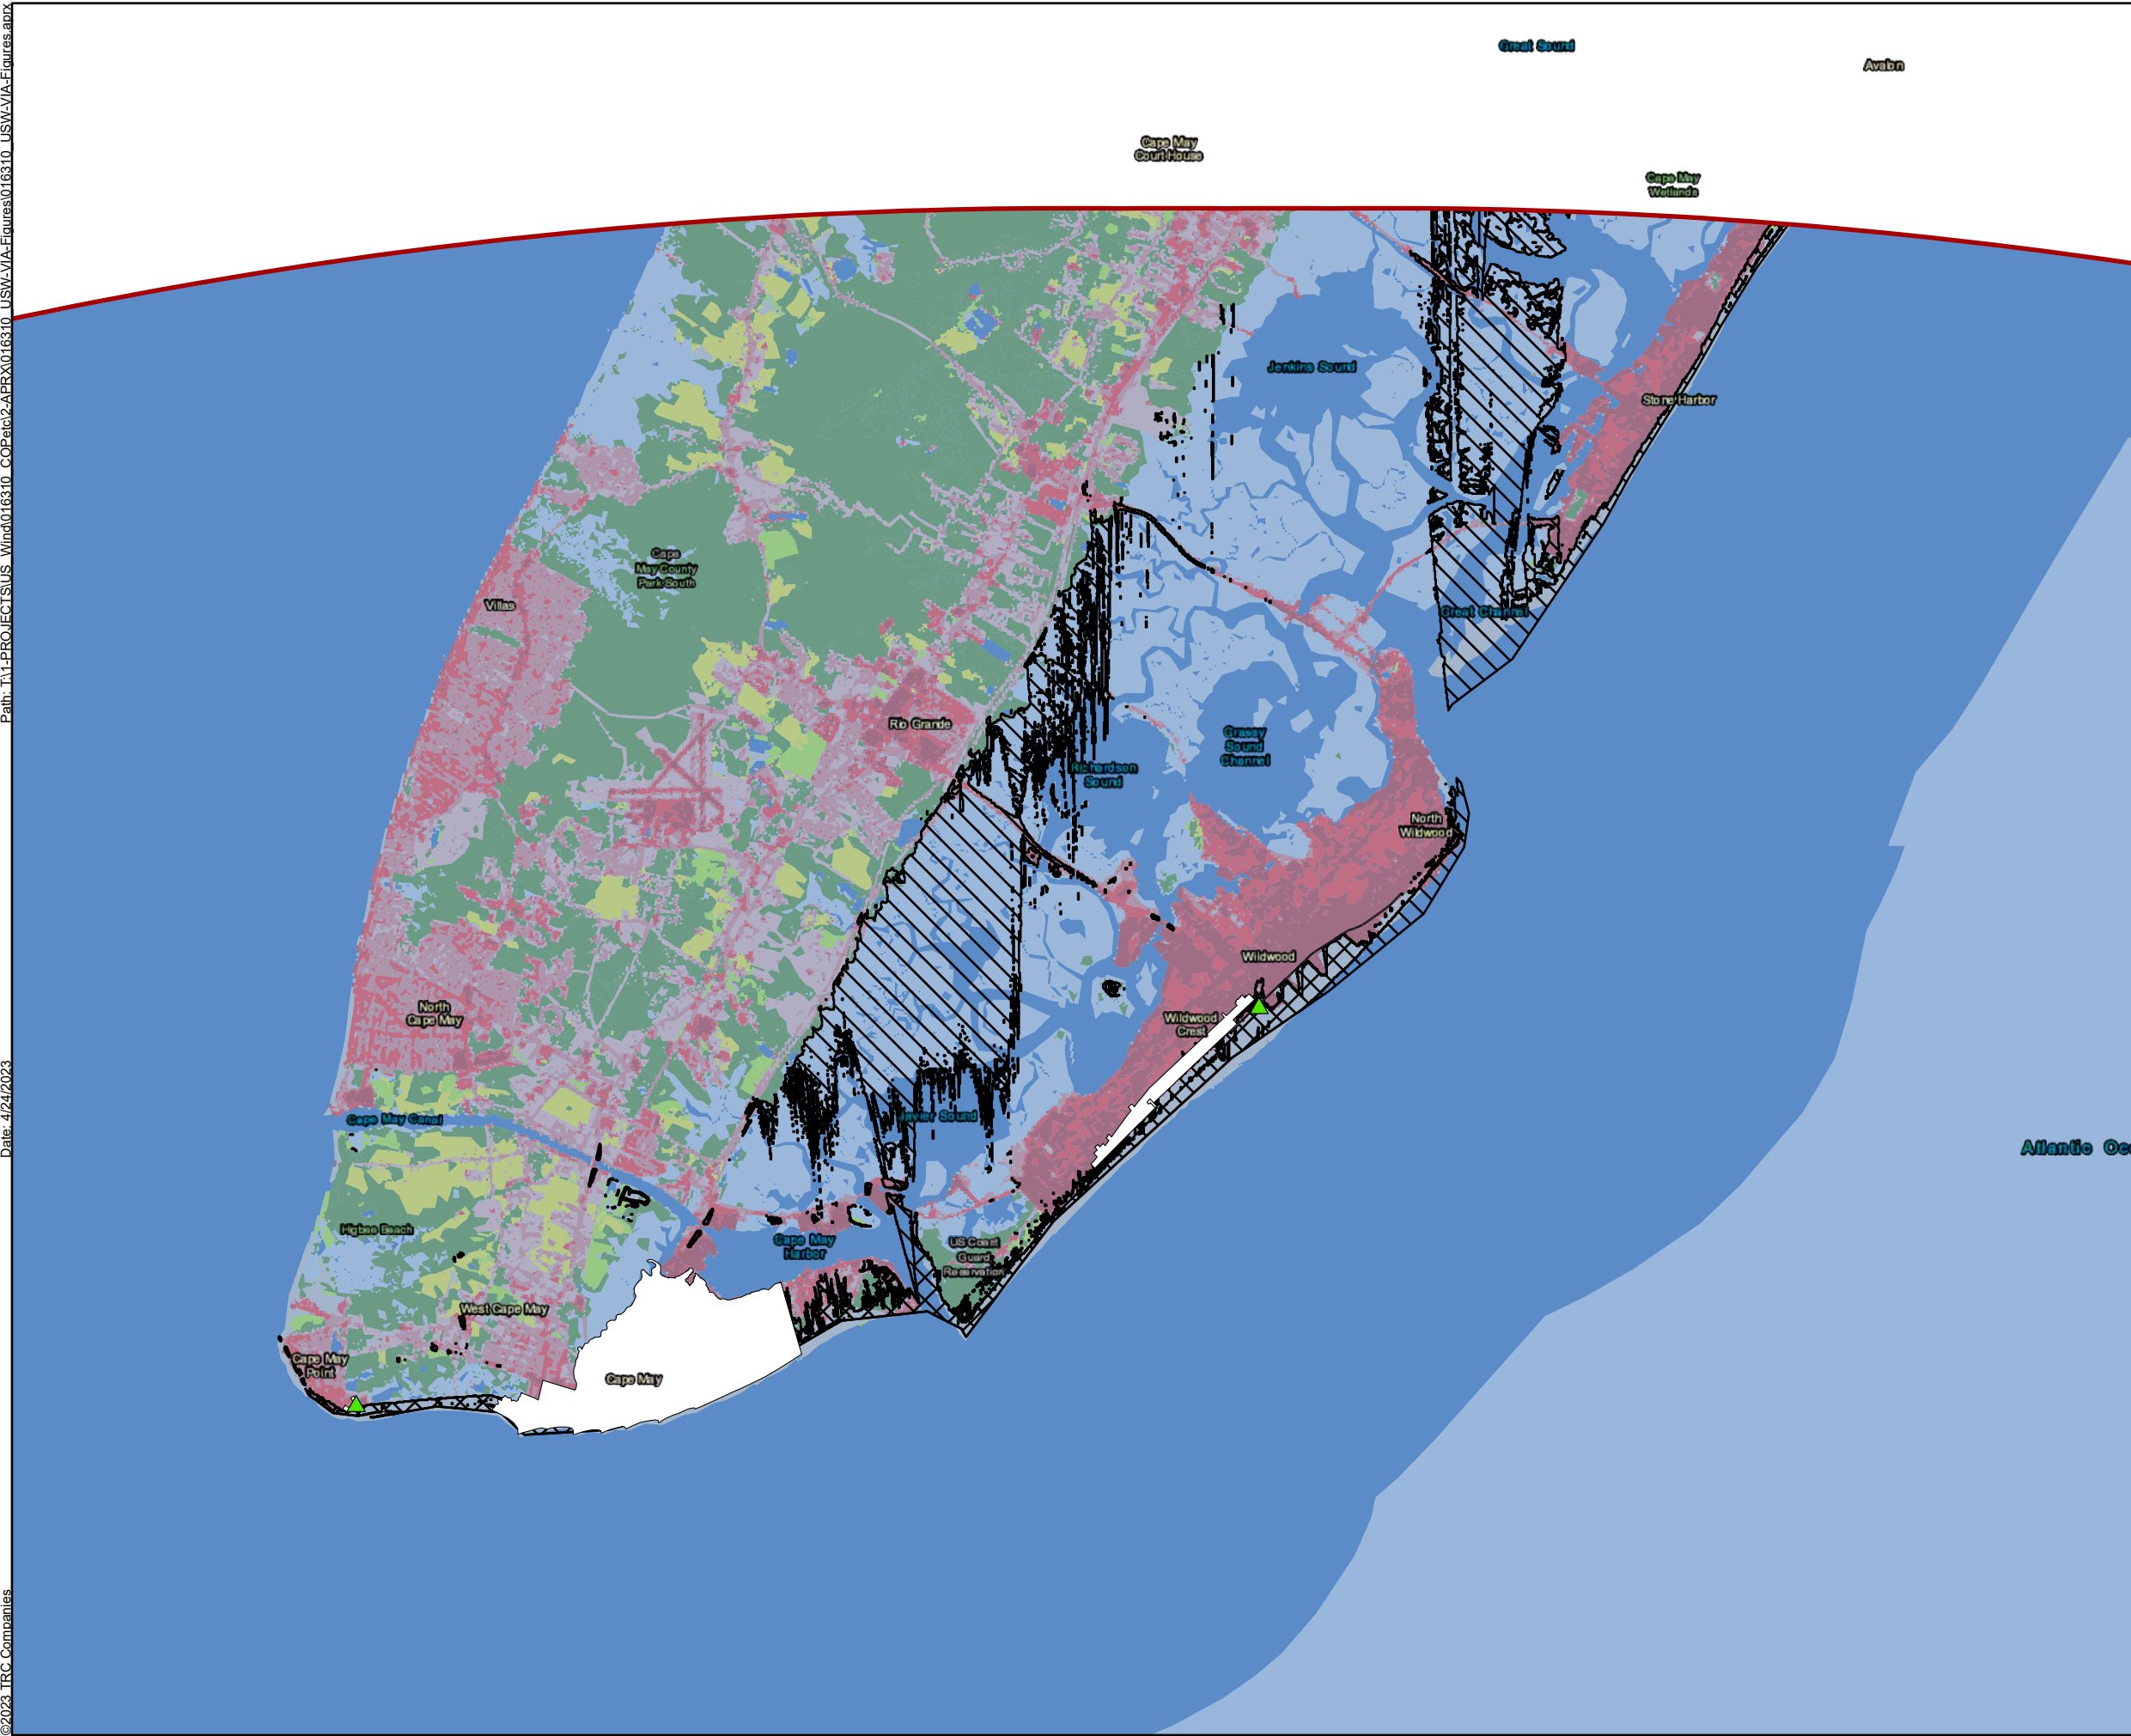 Great Sound
Avalon
Cape May
Court House
Cape May
Wetlands
Jenkins Sound
Stone Harbor
Cape
May County
Park South
Villas
Great Channel
Rio Grande
Grassy
Sound
Channel
Richardson
Sound
North
Wildwood
Wildwood
North
Cape May
Wildwood
Crest
Cape May Canal
Jarvier Sound
Atlantic Oc
Higbee Beach
Cape May
Harbor
US Coast
Guard
Reservation
West Cape May
Cape May
Point
Cape May
Path: T:\1-PROJECTS\US_Wind\016310_COPetc\2-APRX\016310_USW-VIA-Figures\016310_USW-VIA-Figures.aprx
Date: 4/24/2023
©2023 TRC Companies